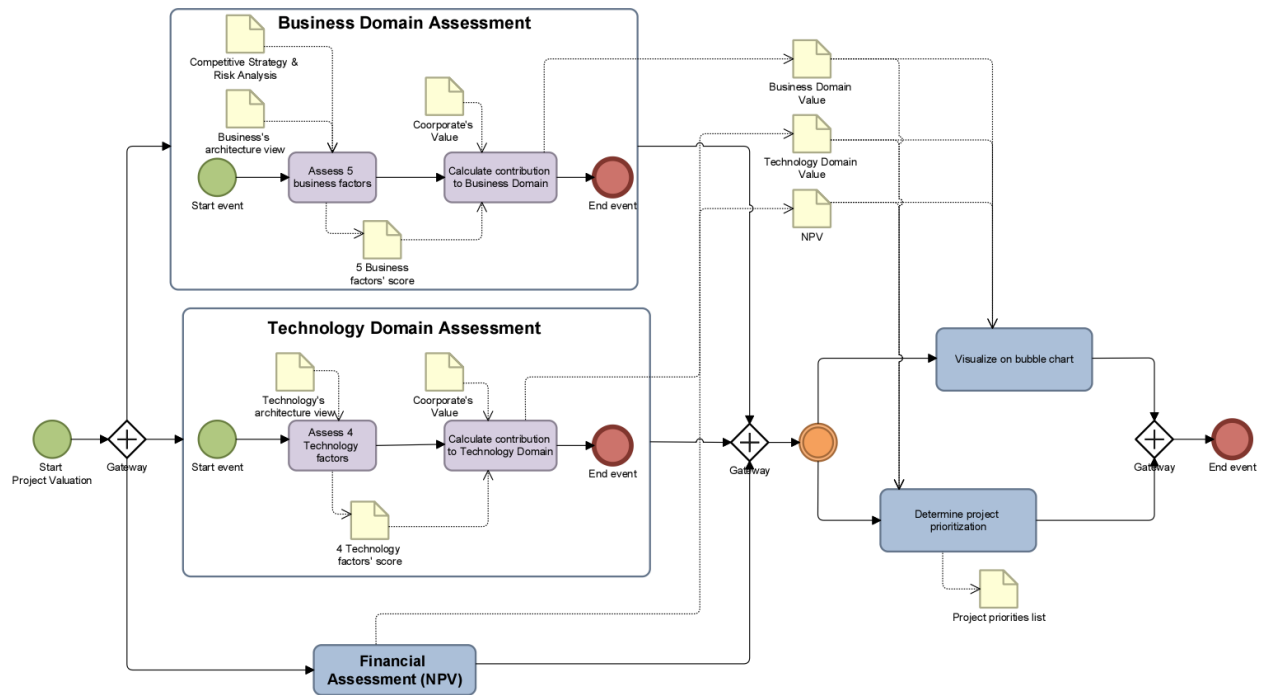 Business Domain Assessment
Competitive Strategy &
Risk Analysis
Business's
architecture view
Coorporate's
Value
Start event
Assess 5
business factors
Calculate contribution
to Business Domain
End event
5 Business
factors' score
Business Domain
Value
Technology Domain
Value
NPV
Technology Domain Assessment
Technology's
architecture view
Coorporate's
Value
Start event
Assess 4
Technology
factors
Calculate contribution
to Technology Domain
End event
4 Technology
factors' score
Start
Project Valuation
Gateway
Financial
Assessment (NPV)
Gateway
Visualize on bubble chart
Determine project
prioritization
Project priorities list
Gateway
End event